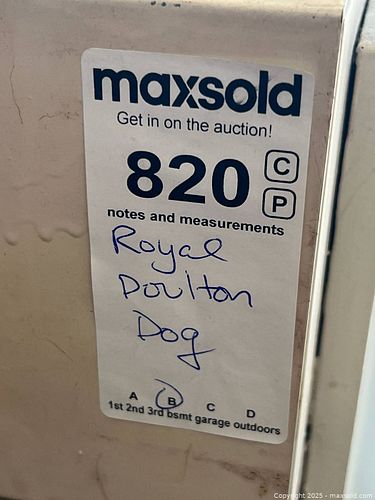 maxsold
Get in on the auction!
820 C
P
notes and measurements
Royal
Doulton
Dog
A B C D
1st 2nd 3rd bsmt garage outdoors
Copyright 2025 - maxsold.com